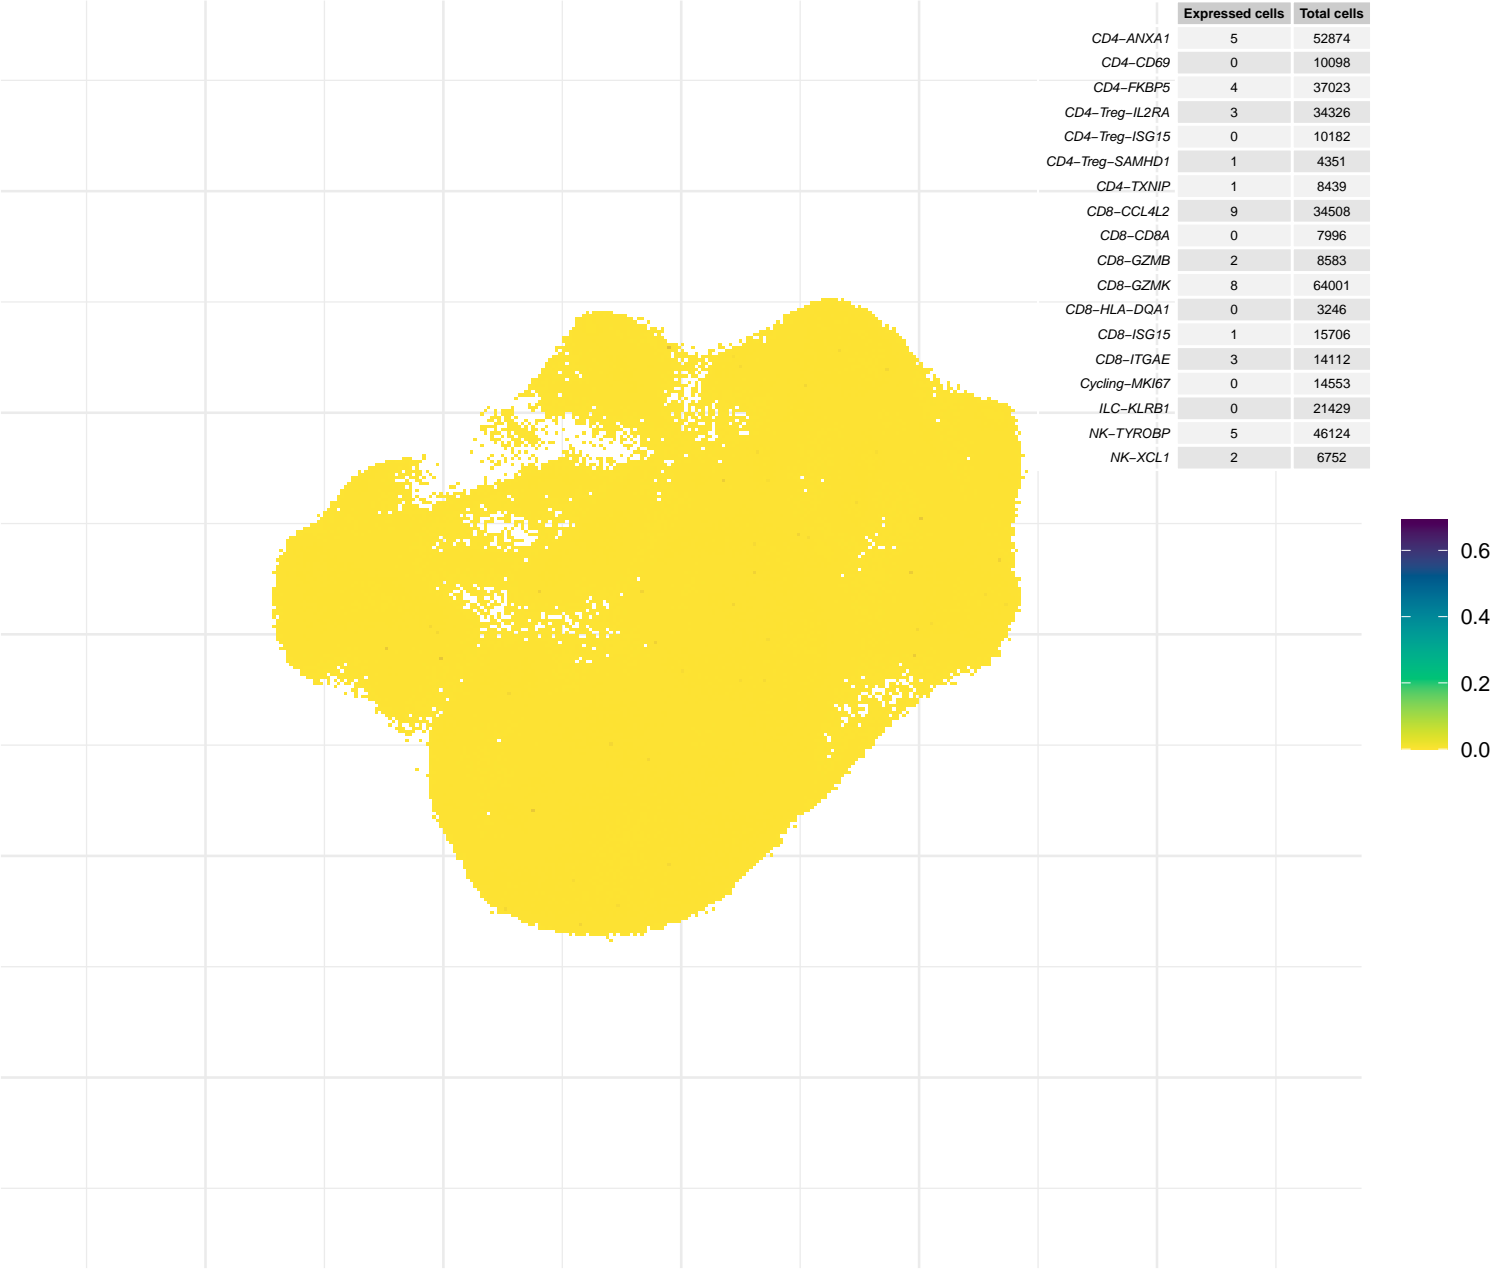 Expressed cells Total cells
CD4−ANXA1 5 52874
CD4−CD69 0 10098
CD4−FKBP5 4 37023
CD4−Treg−IL2RA 3 34326
CD4−Treg−ISG15 0 10182
CD4−Treg−SAMHD1 1 4351
CD4−TXNIP 1 8439
CD8−CCL4L2 9 34508
CD8−CD8A 0 7996
CD8−GZMB 2 8583
CD8−GZMK 8 64001
CD8−HLA−DQA1 0 3246
CD8−ISG15 1 15706
CD8−ITGAE 3 14112
Cycling−MKI67 0 14553
ILC−KLRB1 0 21429
NK−TYROBP 5 46124
NK−XCL1 2 6752
0.6
0.4
0.2
0.0